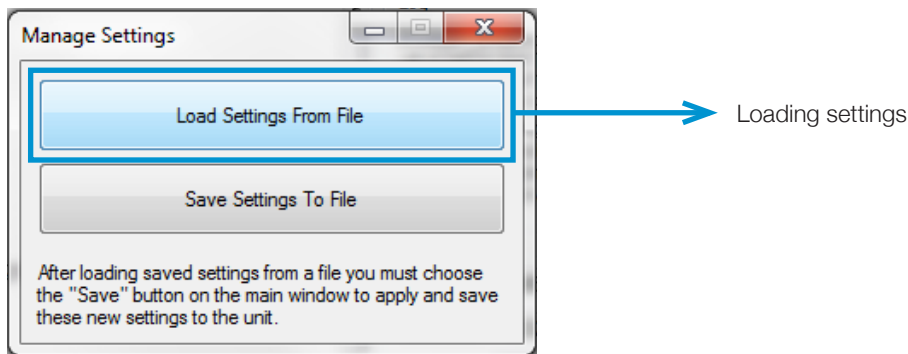 Manage Settings
Load Settings From File
Loading settings
Save Settings To File
After loading saved settings from a file you must choose
the "Save" button on the main window to apply and save
these new settings to the unit.